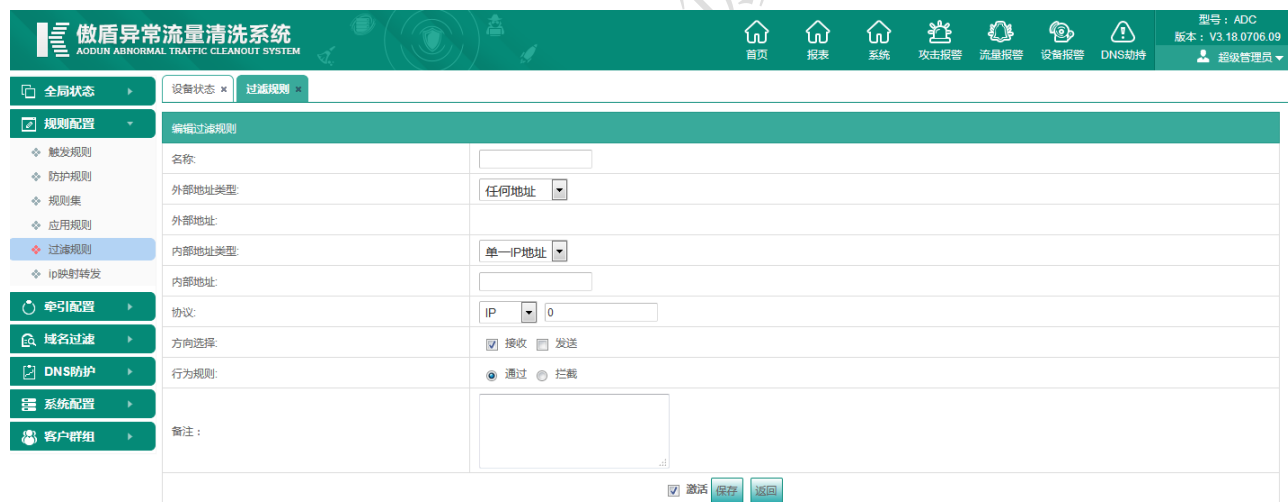 傲盾异常流量清洗系统
AODUN ABNORMAL TRAFFIC CLEANOUT SYSTEM
首页 报表 系统 攻击报警 流量报警 设备报警 DNS劫持
型号：ADC
版本：V3.18.0706.09
超级管理员
全局状态
规则配置
触发规则
防护规则
规则集
应用规则
过滤规则
ip映射转发
牵引配置
域名过滤
DNS防护
系统配置
客户群组
设备状态 × 过滤规则 ×
编辑过滤规则
名称:
外部地址类型: 任何地址
外部地址:
内部地址类型: 单一IP地址
内部地址:
协议: IP 0
方向选择: 接收 发送
行为规则: 通过 拦截
备注：
激活 保存 返回